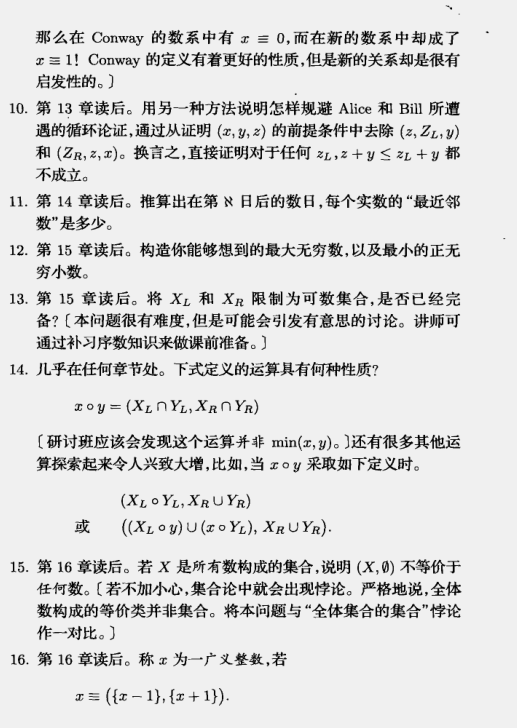 那么在 Conway 的数系中有 x ≡ 0,而在新的数系中却成了
x ≡ 1! Conway 的定义有着更好的性质,但是新的关系却是很有
启发性的。〕
10. 第 13 章读后。用另一种方法说明怎样规避 Alice 和 Bill 所遭
遇的循环论证,通过从证明 (x, y, z) 的前提条件中去除 (z, Z_L, y)
和 (Z_R, z, x)。换言之,直接证明对于任何 z_L, z + y ≤ z_L + y 都
不成立。
11. 第 14 章读后。推算出在第 ℵ 日后的数日,每个实数的“最近邻
数”是多少。
12. 第 15 章读后。构造你能够想到的最大无穷数,以及最小的正无
穷小数。
13. 第 15 章读后。将 X_L 和 X_R 限制为可数集合,是否已经完
备?〔本问题很有难度,但是可能会引发有意思的讨论。讲师可
通过补习序数知识来做课前准备。〕
14. 几乎在任何章节处。下式定义的运算具有何种性质?
x ∘ y = (X_L ∩ Y_L, X_R ∩ Y_R)
〔研讨班应该会发现这个运算并非 min(x, y)。〕还有很多其他运
算探索起来令人兴致大增,比如,当 x ∘ y 采取如下定义时。
(X_L ∘ Y_L, X_R ∪ Y_R)
或 ((X_L ∘ y) ∪ (x ∘ Y_L), X_R ∪ Y_R).
15. 第 16 章读后。若 X 是所有数构成的集合,说明 (X, ∅) 不等价于
任何数。〔若不加小心,集合论中就会出现悖论。严格地说,全体
数构成的等价类并非集合。将本问题与“全体集合的集合”悖论
作一对比。〕
16. 第 16 章读后。称 x 为一广义整数,若
x ≡ ({x − 1}, {x + 1}).